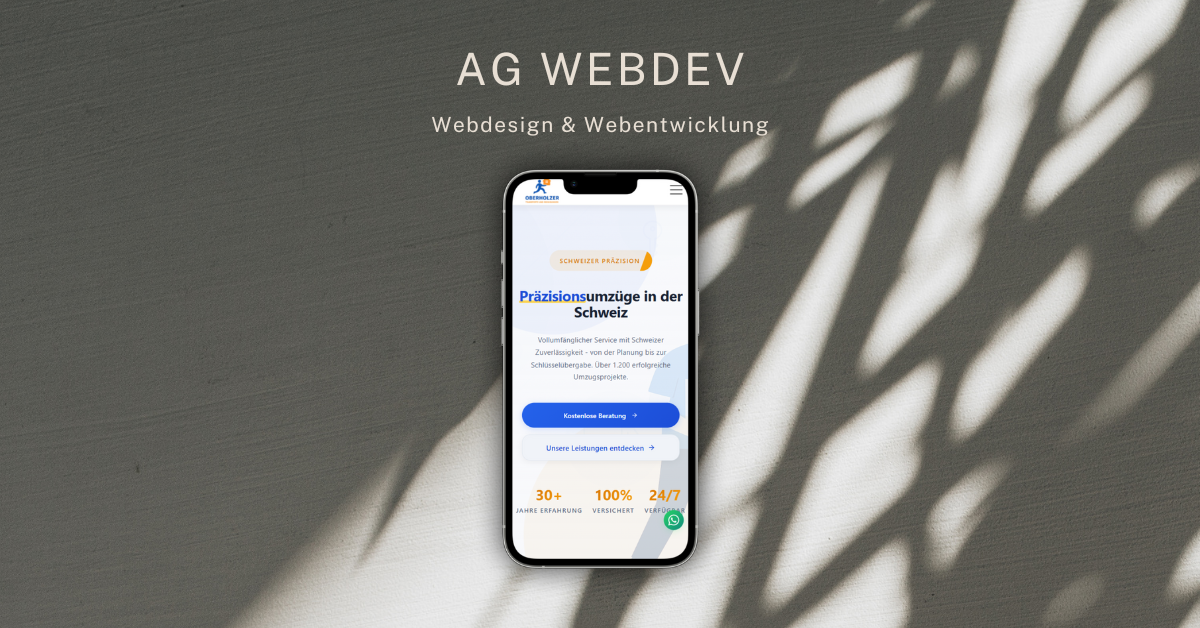 AG WEBDEV
Webdesign & Webentwicklung
OBERHOLZER
SCHWEIZER PRÄZISION
Präzisionsumzüge in der
Schweiz
Vollumfänglicher Service mit Schweizer
Zuverlässigkeit - von der Planung bis zur
Schlüsselübergabe. Über 1.200 erfolgreiche
Umzugsprojekte.
Kostenlose Beratung →
Unsere Leistungen entdecken →
30+ 100% 24/7
JAHRE ERFAHRUNG VERSICHERT